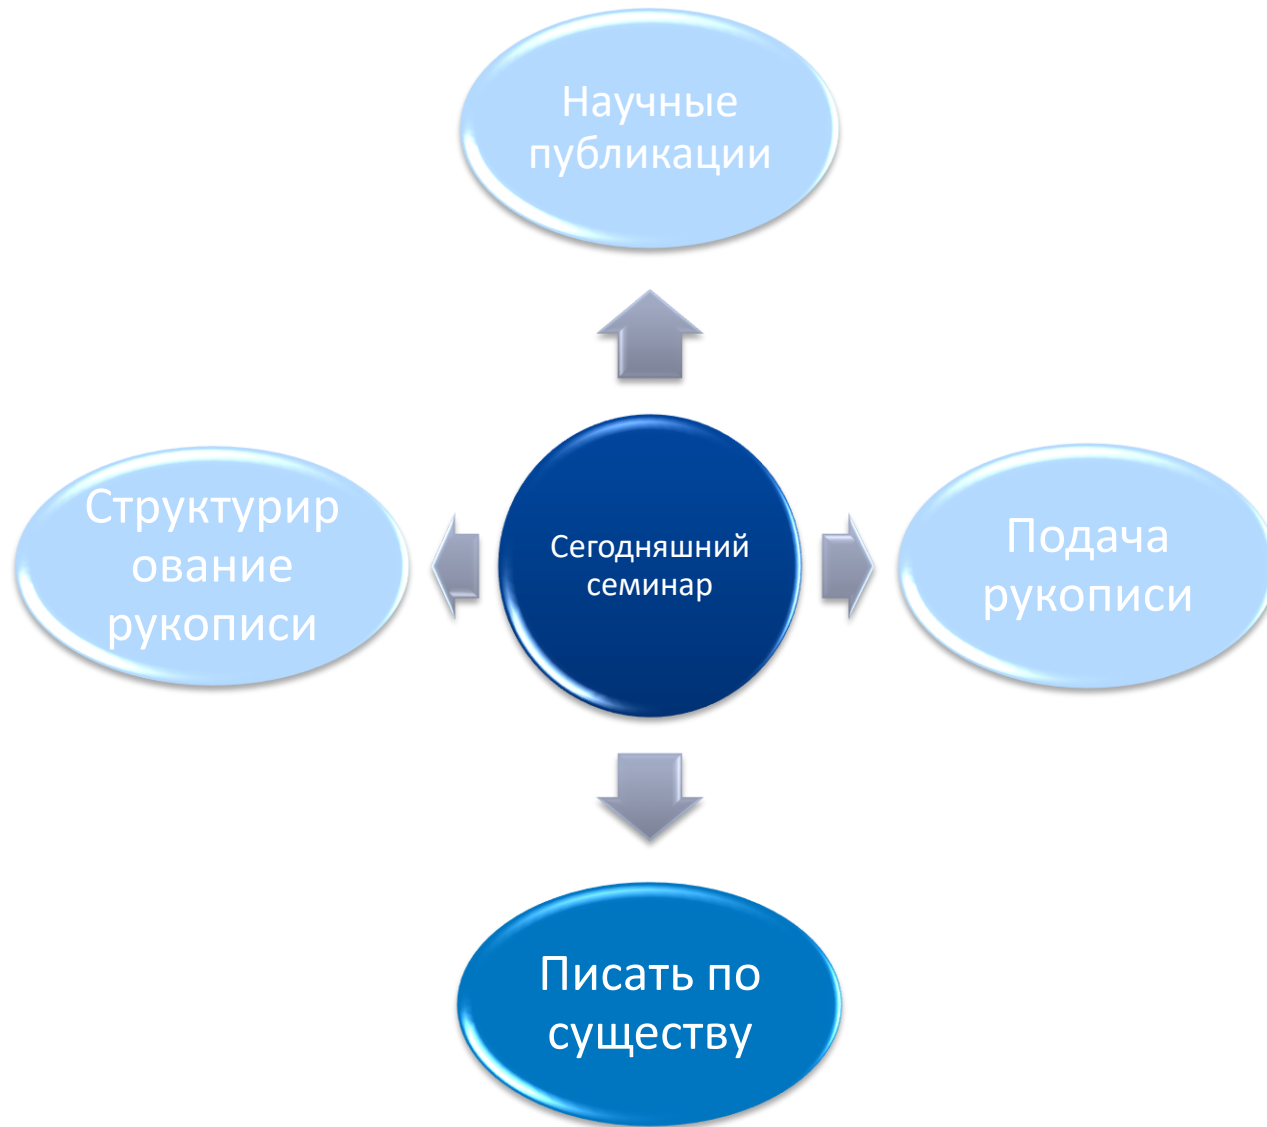 Научные
публикации
Структурир
ование
рукописи
Сегодняшний
семинар
Подача
рукописи
Писать по
существу